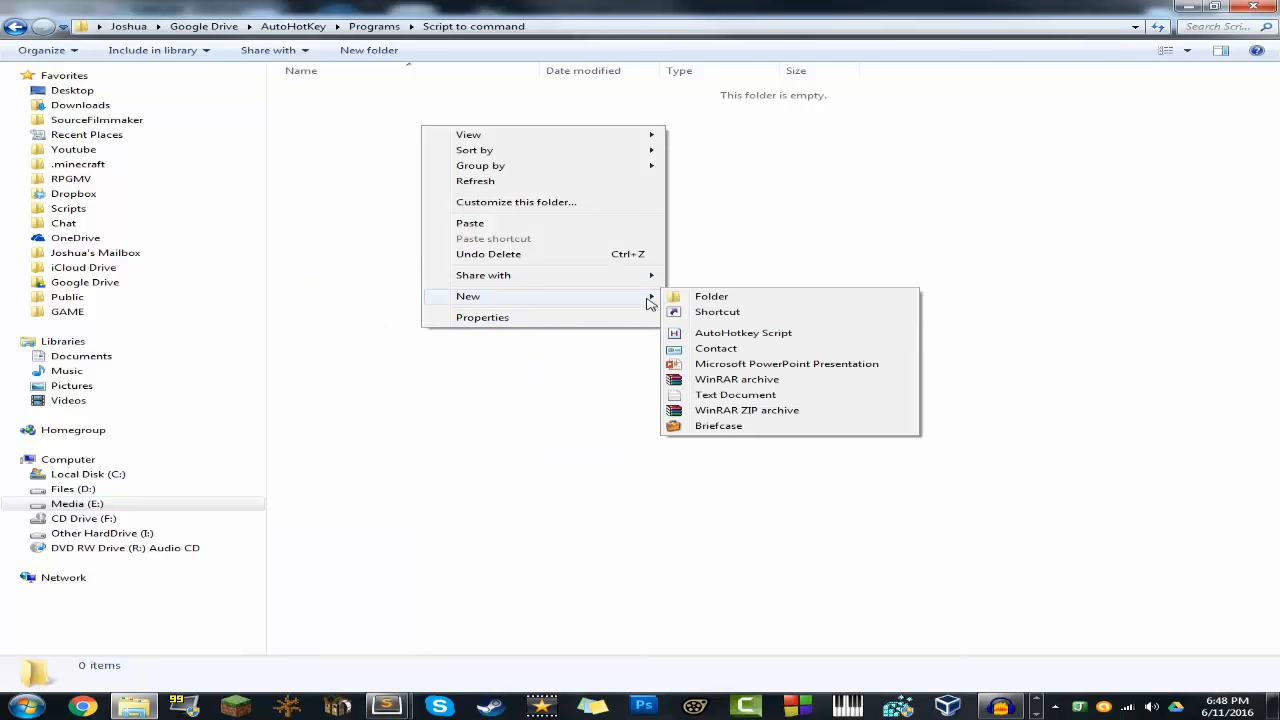 Joshua Google Drive AutoHotKey Programs Script to command
Search Scri...
Organize Include in library Share with New folder
Name Date modified Type Size
This folder is empty.
Favorites
Desktop
Downloads
SourceFilmmaker
Recent Places
Youtube
.minecraft
RPGMV
Dropbox
Scripts
Chat
OneDrive
Joshua's Mailbox
iCloud Drive
Google Drive
Public
GAME
Libraries
Documents
Music
Pictures
Videos
Homegroup
Computer
Local Disk (C:)
Files (D:)
Media (E:)
CD Drive (F:)
Other HardDrive (I:)
DVD RW Drive (R:) Audio CD
Network
View
Sort by
Group by
Refresh
Customize this folder...
Paste
Paste shortcut
Undo Delete Ctrl+Z
Share with
New
Properties
Folder
Shortcut
AutoHotkey Script
Contact
Microsoft PowerPoint Presentation
WinRAR archive
Text Document
WinRAR ZIP archive
Briefcase
0 items
99
Ps
6:48 PM
6/11/2016